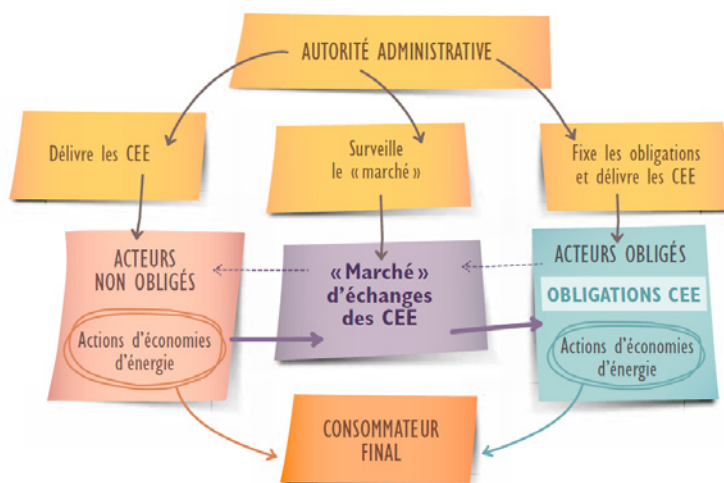 AUTORITÉ ADMINISTRATIVE
Délivre les CEE
Surveille
le « marché »
Fixe les obligations
et délivre les CEE
ACTEURS
NON OBLIGÉS
Actions d'économies
d'énergie
« Marché »
d'échanges
des CEE
ACTEURS OBLIGÉS
OBLIGATIONS CEE
Actions d'économies
d'énergie
CONSOMMATEUR
FINAL